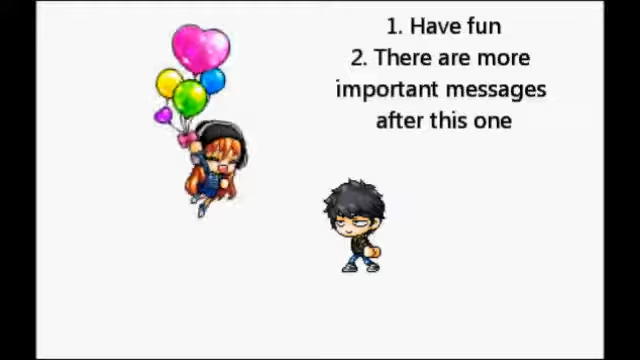 1. Have fun
2. There are more
important messages
after this one